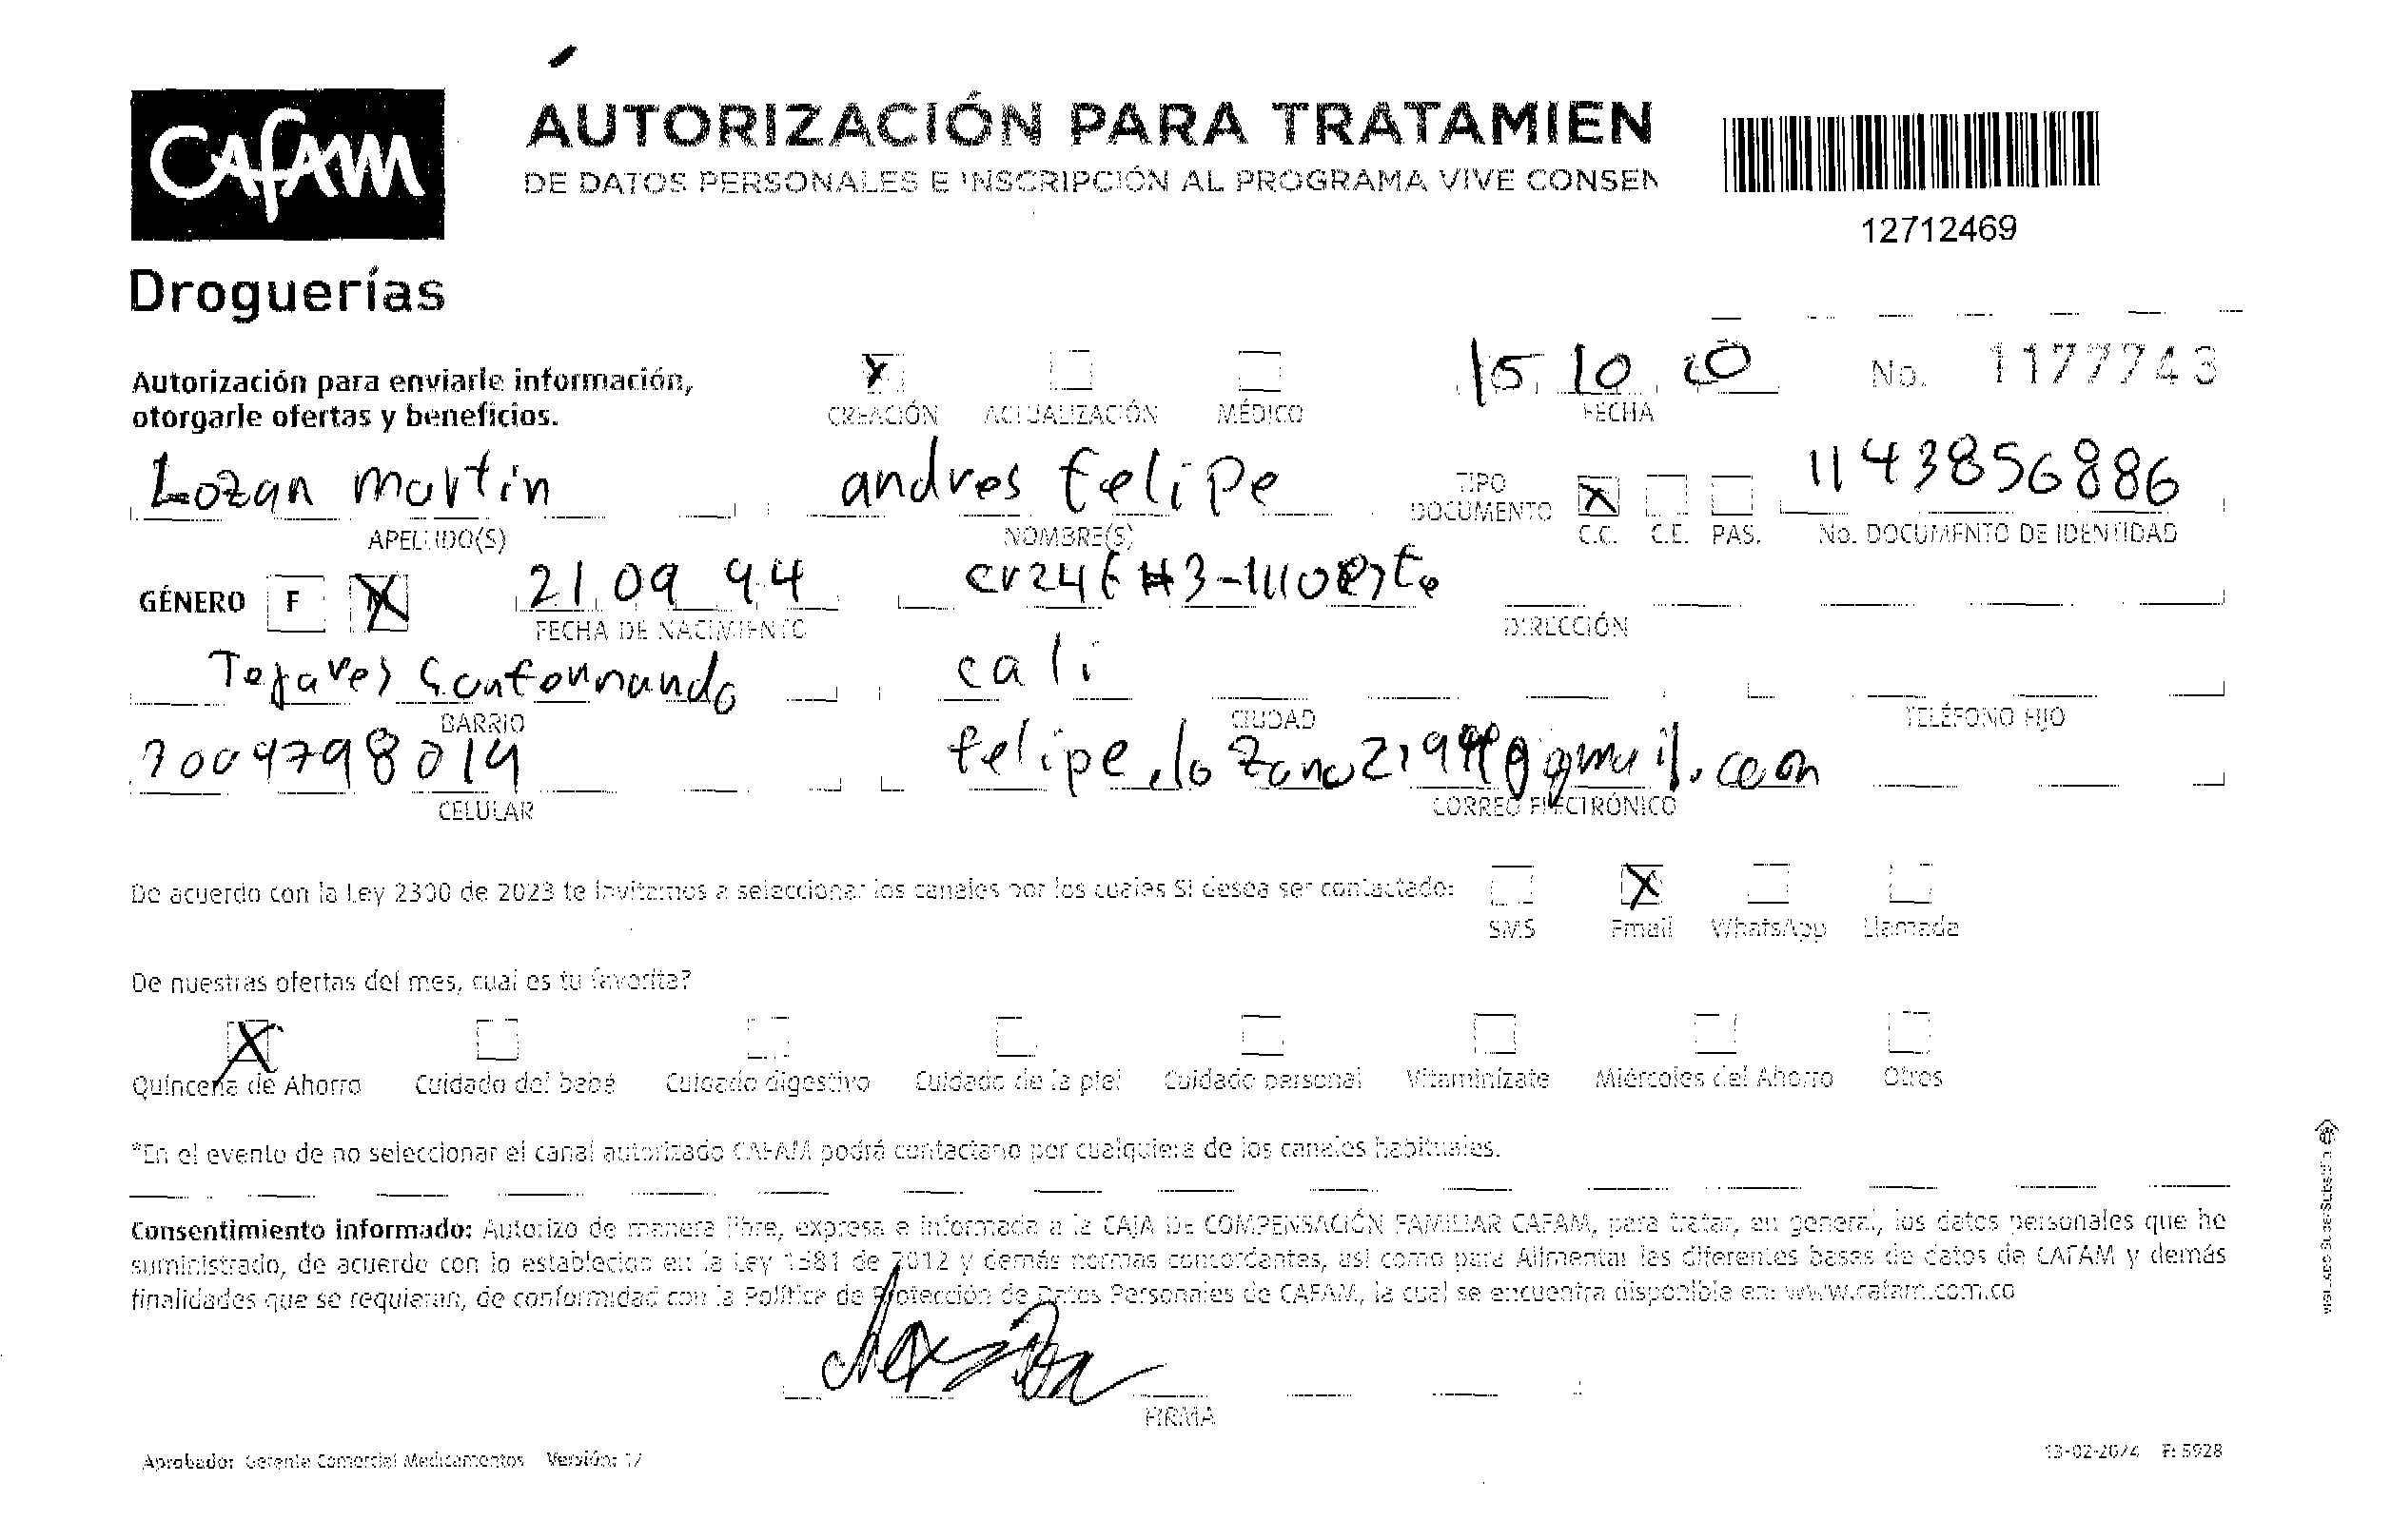 CAFAM
Droguerías
AUTORIZACIÓN PARA TRATAMIEN
DE DATOS PERSONALES E INSCRIPCIÓN AL PROGRAMA VIVE CONSEN
12712469
Autorización para enviarle información,
otorgarle ofertas y beneficios.
X CREACIÓN ACTUALIZACIÓN MÉDICO
15 10
FECHA
No. 1177743
Lozan martin
APELLIDO(S)
andres felipe
NOMBRE(S)
TIPO DOCUMENTO X C.C. C.E. PAS.
1143856886
No. DOCUMENTO DE IDENTIDAD
GÉNERO F X
21 09 94
FECHA DE NACIMIENTO
DIRECCIÓN
Tejares
BARRIO
cali
CIUDAD
TELÉFONO FIJO
3004798014
CELULAR
CORREO ELECTRÓNICO
De acuerdo con la Ley 2300 de 2023 te invitamos a seleccionar los canales por los cuales Si desea ser contactado:
SMS X Email WhatsApp Llamada
De nuestras ofertas del mes, cual es tu favorita?
X Quincena de Ahorro Cuidado del bebé Cuidado digestivo Cuidado de la piel Cuidado personal Vitaminízate Miércoles del Ahorro Otros
*En el evento de no seleccionar el canal autorizado CAFAM podrá contactarlo por cualquiera de los canales habituales.
Consentimiento informado: Autorizo de manera libre, expresa e informada a la CAJA DE COMPENSACIÓN FAMILIAR CAFAM, para tratar, en general, los datos personales que he
suministrado, de acuerdo con lo establecido en la Ley 1581 de 2012 y demás normas concordantes, así como para Alimentar las diferentes bases de datos de CAFAM y demás
finalidades que se requieran, de conformidad con la Política de Protección de Datos Personales de CAFAM, la cual se encuentra disponible en: www.cafam.com.co
FIRMA
Aprobado: Gerente Comercial Medicamentos Versión: 17
13-02-2024 F: 5928
VIGILADO SuperSubsidio